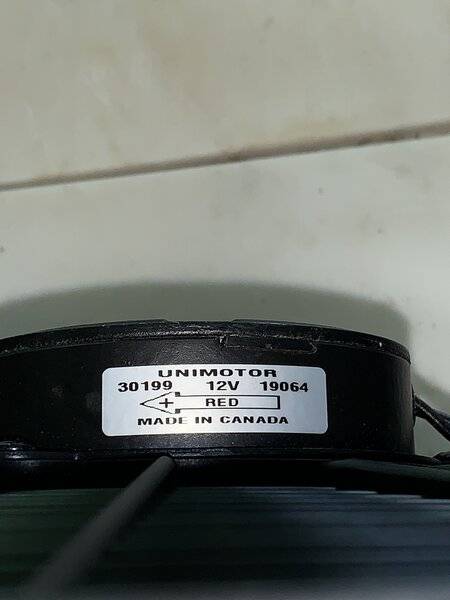 UNIMOTOR
30199 12V 19064
+ RED
MADE IN CANADA